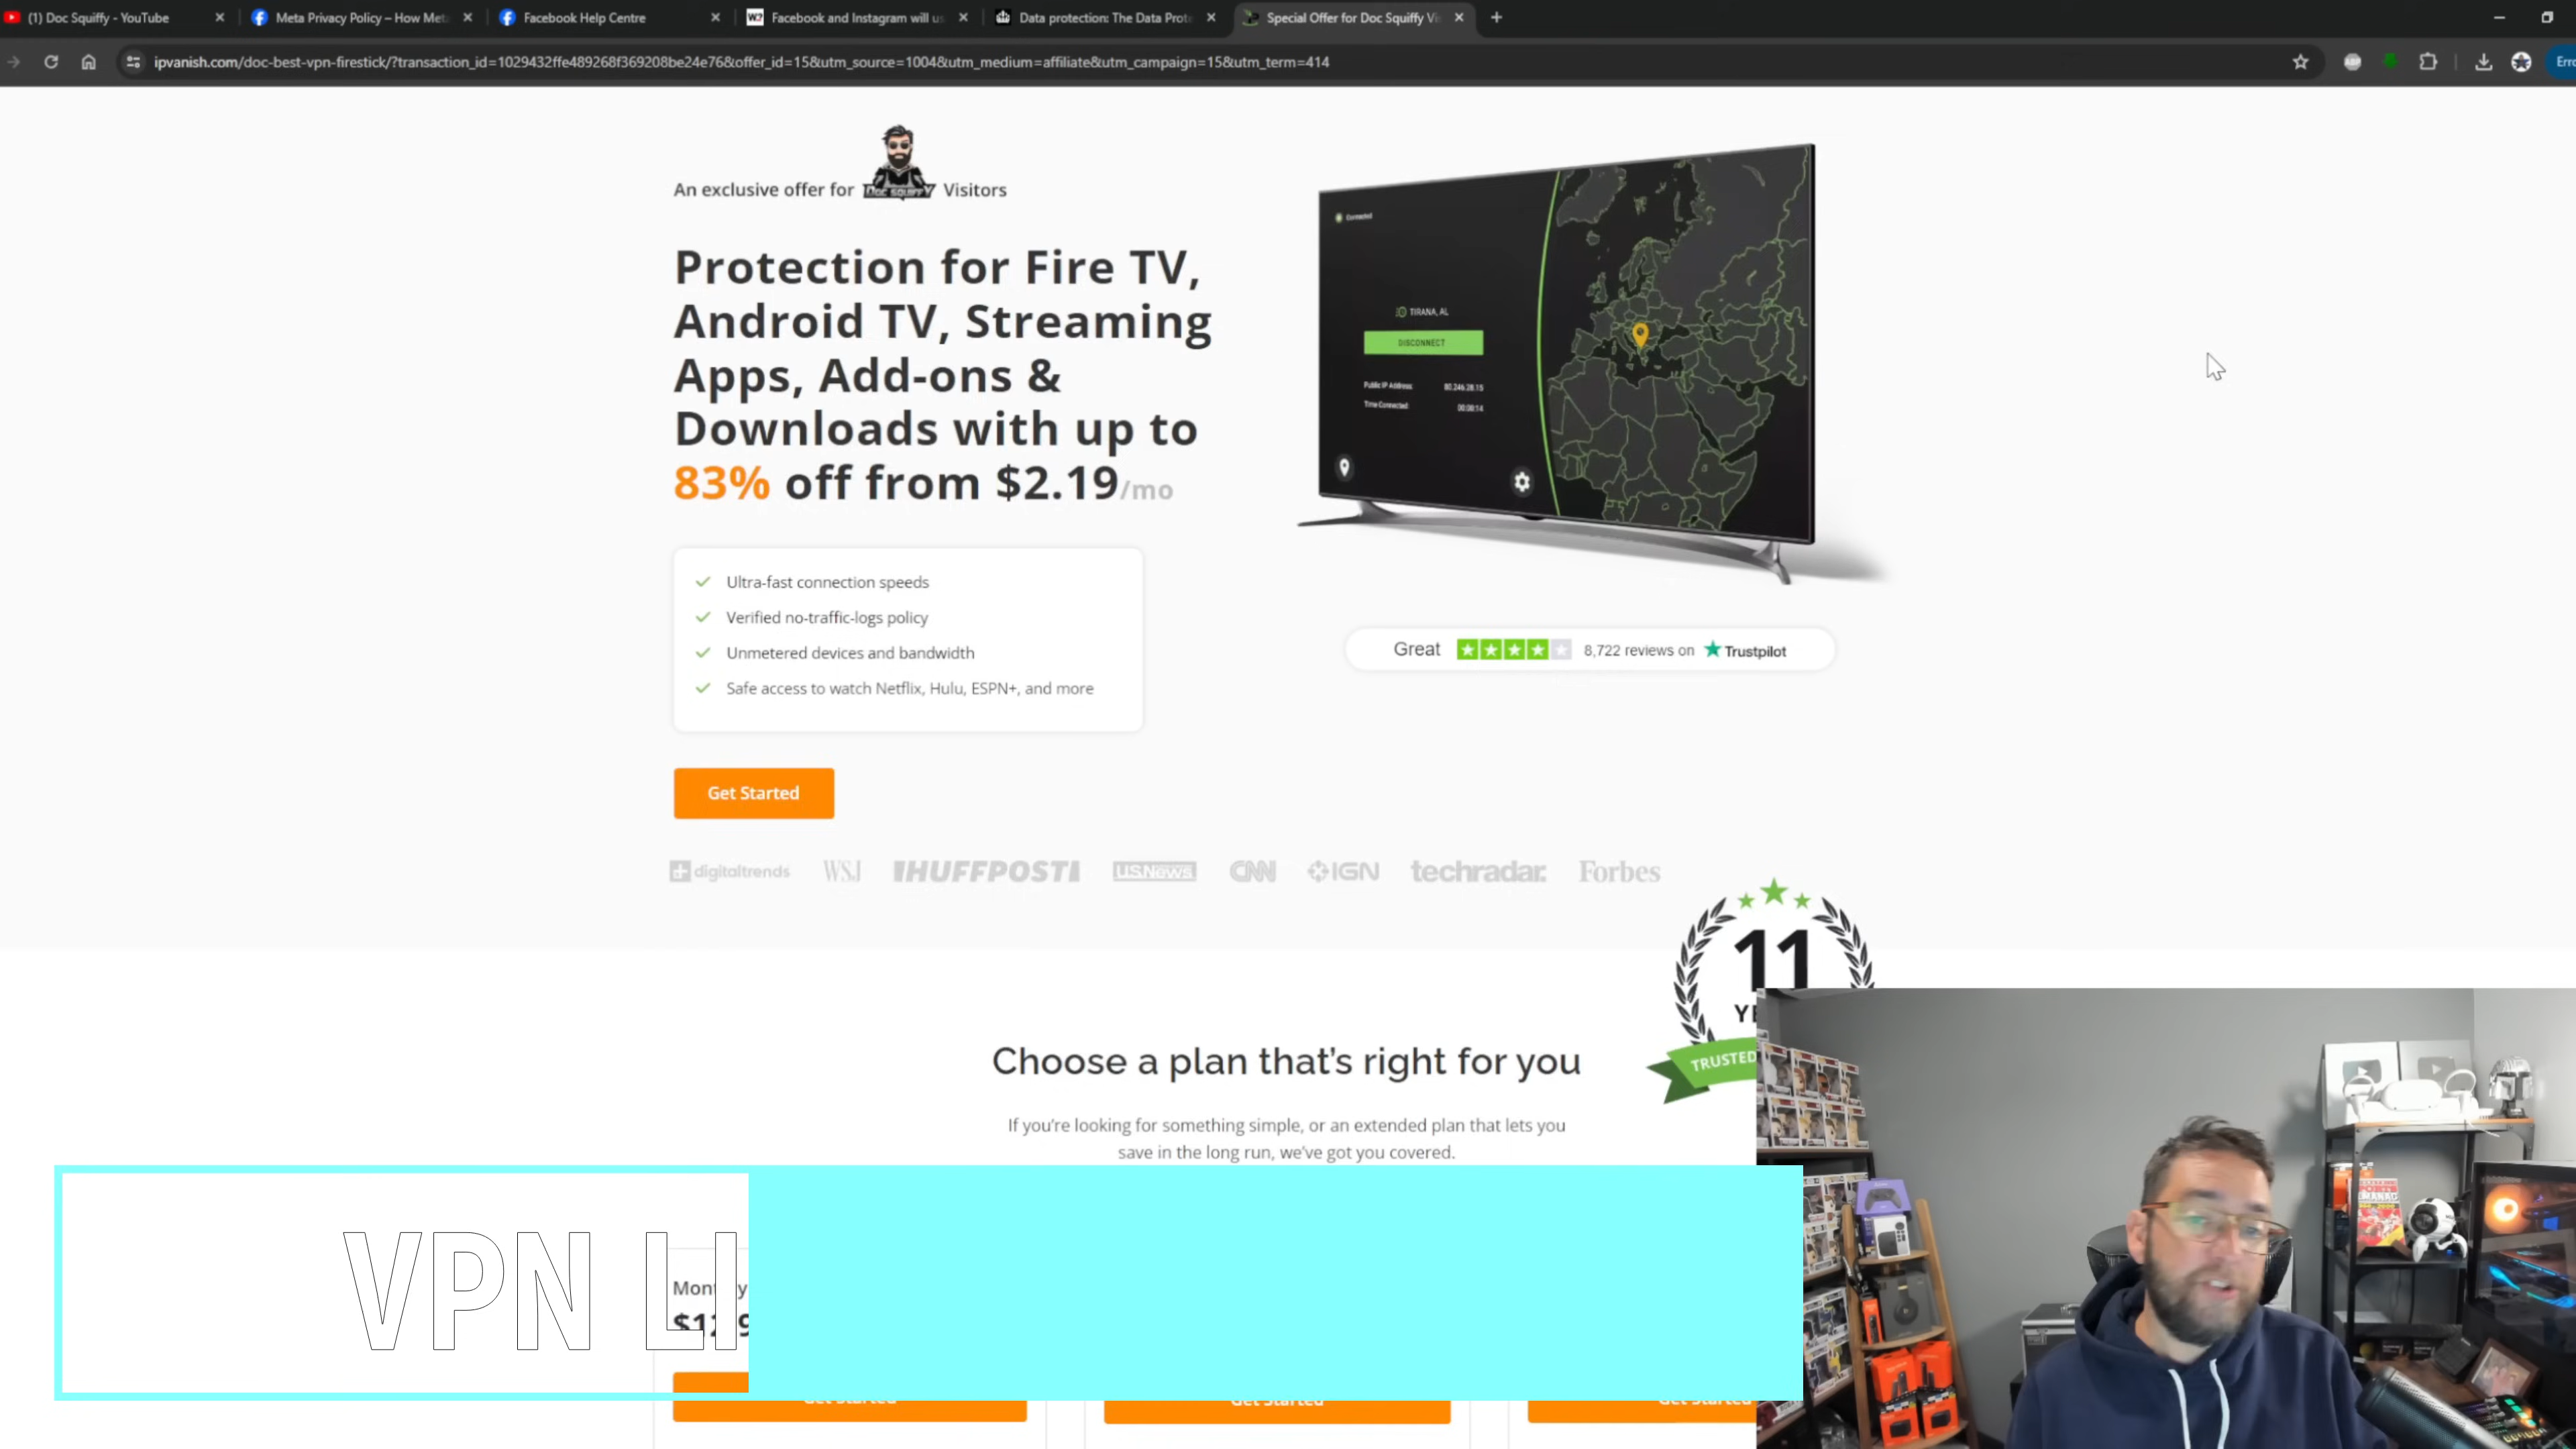 (1) Doc Squiffy - YouTube
Meta Privacy Policy – How Meta
Facebook Help Centre
Facebook and Instagram will u
Data protection: The Data Prote
Special Offer for Doc Squiffy Vi
ipvanish.com/doc-best-vpn-firestick/?transaction_id=1029432ffe489268f369208be24e76&offer_id=15&utm_source=1004&utm_medium=affiliate&utm_campaign=15&utm_term=414
Erro
An exclusive offer for DOC SQUIFFY Visitors
Protection for Fire TV,
Android TV, Streaming
Apps, Add-ons &
Downloads with up to
83% off from $2.19/mo
Connected
TIRANA, AL
DISCONNECT
Public IP Address: 80.246.28.15
Time Connected: 00:08:14
Ultra-fast connection speeds
Verified no-traffic-logs policy
Unmetered devices and bandwidth
Safe access to watch Netflix, Hulu, ESPN+, and more
Great 8,722 reviews on Trustpilot
Get Started
digitaltrends WSJ HUFFPOST U.S.News CNN IGN techradar. Forbes
11
YE
TRUSTED
Choose a plan that's right for you
If you're looking for something simple, or an extended plan that lets you
save in the long run, we've got you covered.
VPN LI
Get Started
Get Started
Get Started